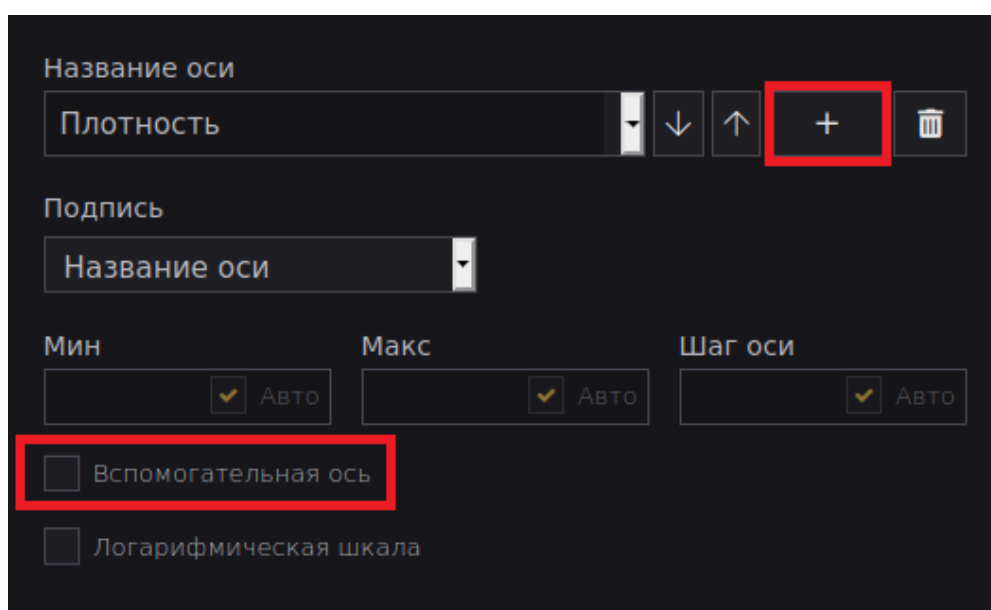 Название оси
Плотность +
Подпись
Название оси
Мин Макс Шаг оси
Авто Авто Авто
Вспомогательная ось
Логарифмическая шкала